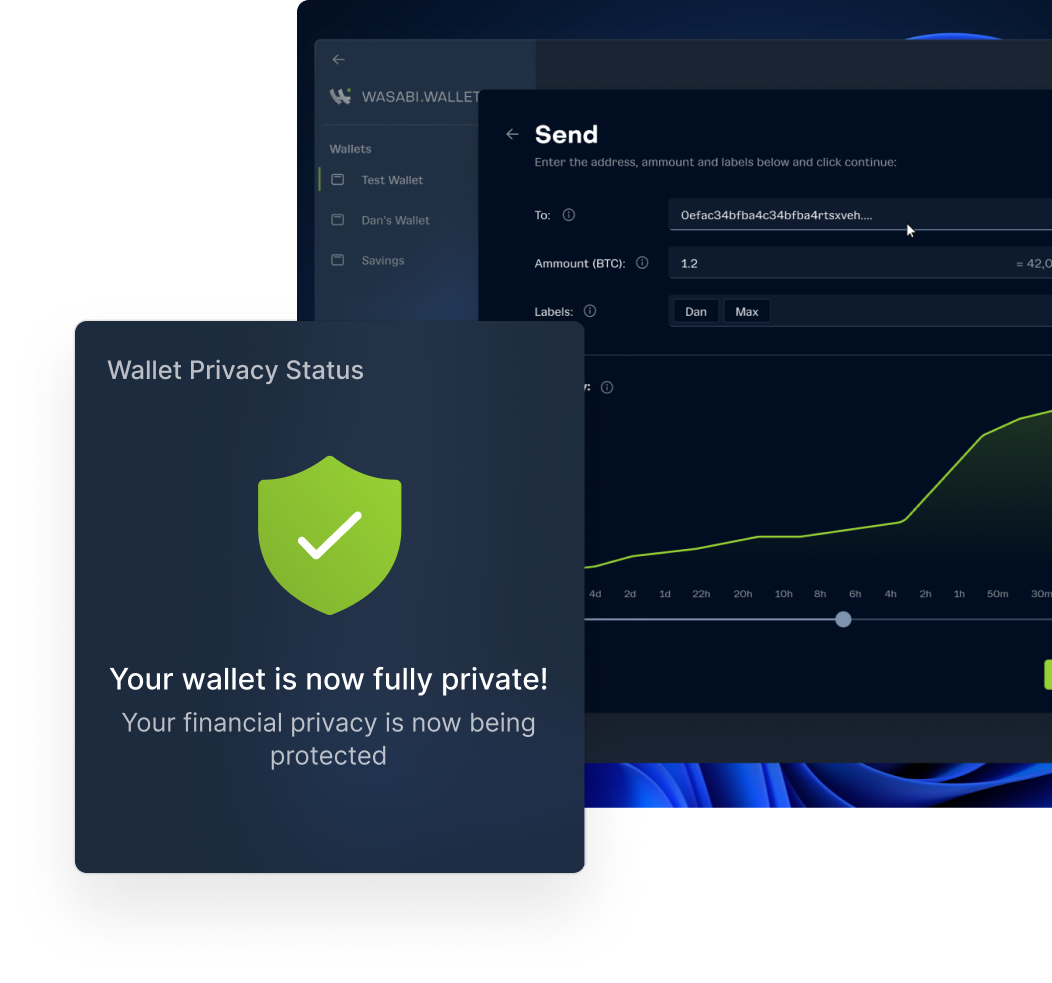 WASABI.WALLET
Wallets
Test Wallet
Dan's Wallet
Savings
Send
Enter the address, ammount and labels below and click continue:
To:
0efac34bfba4c34bfba4rtsxveh....
Ammount (BTC):
1.2
= 42,0
Labels:
Dan Max
y:
4d 2d 1d 22h 20h 10h 8h 6h 4h 2h 1h 50m 30m
Wallet Privacy Status
Your wallet is now fully private!
Your financial privacy is now being
protected